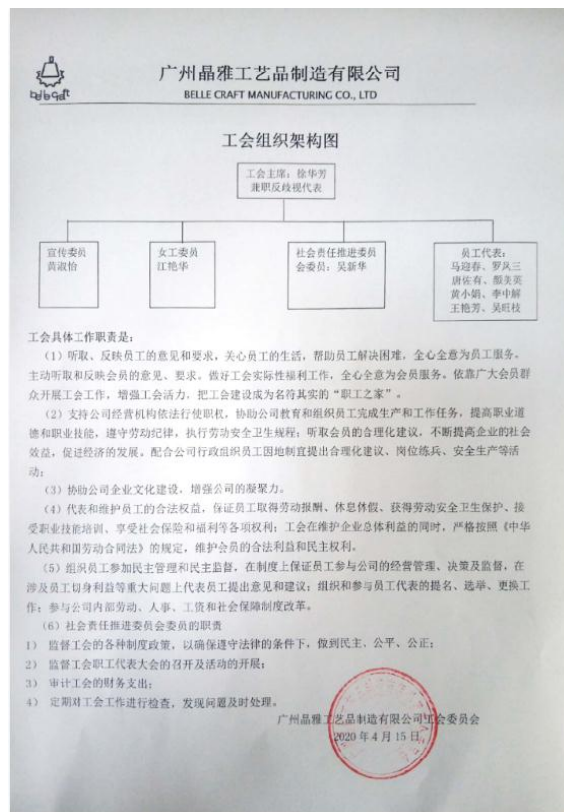 广州晶雅工艺品制造有限公司
BELLE CRAFT MANUFACTURING CO., LTD
工会组织架构图
工会主席：徐华芳
兼职反歧视代表
宣传委员
黄淑怡
女工委员
江艳华
社会责任推进委员
会委员：吴新华
员工代表：
马迎春、罗凤三
唐佐有、颜美英
黄小娟、李中解
王艳芳、吴旺枝
工会具体工作职责是：
（1）听取、反映员工的意见和要求，关心员工的生活，帮助员工解决困难，全心全意为员工服务。
主动听取和反映会员的意见、要求，做好工会实际性福利工作，全心全意为会员服务。依靠广大会员群
众开展工会工作，增强工会活力，把工会建设成为名符其实的“职工之家”。
（2）支持公司经营机构依法行使职权，协助公司教育和组织员工完成生产和工作任务，提高职业道
德和职业技能，遵守劳动纪律，执行劳动安全卫生规程；听取会员的合理化建议，不断提高企业的社会
效益，促进经济的发展。配合公司行政组织员工因地制宜提出合理化建议、岗位练兵、安全生产等活
动；
（3）协助公司企业文化建设，增强公司的凝聚力。
（4）代表和维护员工的合法权益，保证员工取得劳动报酬、休息休假、获得劳动安全卫生保护、接
受职业技能培训、享受社会保险和福利等各项权利；工会在维护企业总体利益的同时，严格按照《中华
人民共和国劳动合同法》的规定，维护会员的合法利益和民主权利。
（5）组织员工参加民主管理和民主监督，在制度上保证员工参与公司的经营管理、决策及监督，在
涉及员工切身利益等重大问题上代表员工提出意见和建议；组织和参与员工代表的提名、选举、更换工
作；参与公司内部劳动、人事、工资和社会保障制度改革。
（6）社会责任推进委员会委员的职责
1） 监督工会的各种制度政策，以确保遵守法律的条件下，做到民主、公平、公正；
2） 监督工会职工代表大会的召开及活动的开展；
3） 审计工会的财务支出；
4） 定期对工会工作进行检查，发现问题及时处理。
广州晶雅工艺品制造有限公司工会委员会
2020 年 4 月 15 日